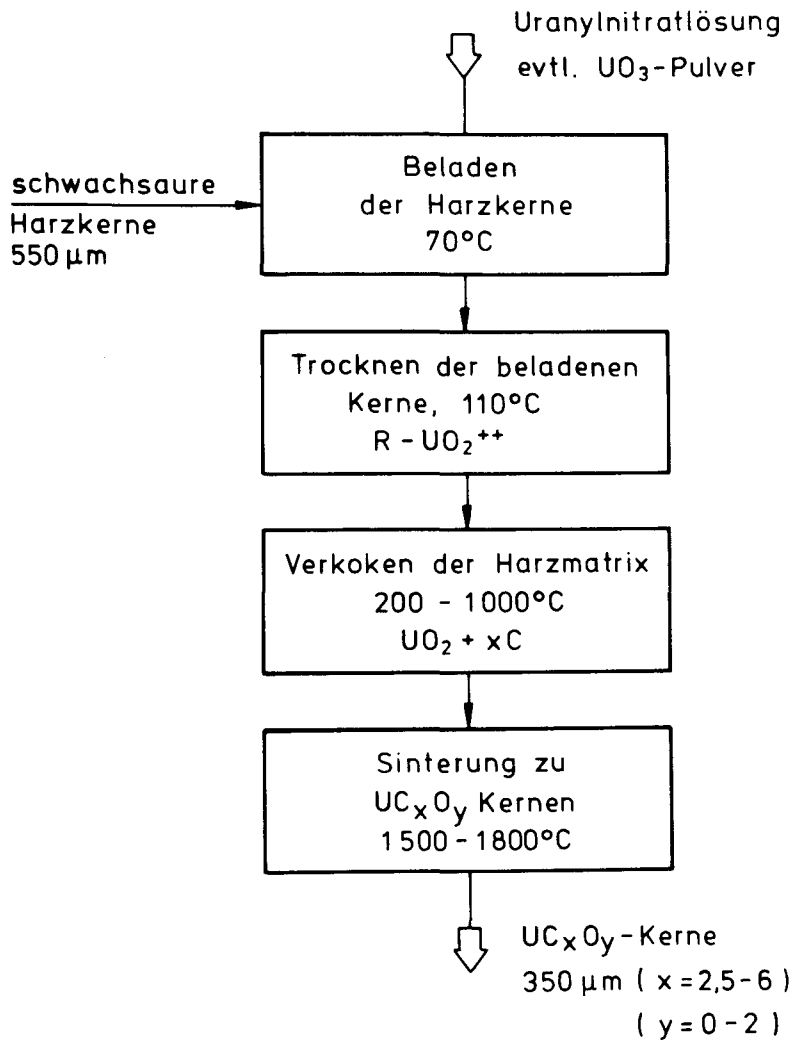 Uranylnitratlösung
evtl. UO₃-Pulver
schwachsaure
Harzkerne
550 µm
Beladen
der Harzkerne
70°C
Trocknen der beladenen
Kerne, 110°C
R - UO₂⁺⁺
Verkoken der Harzmatrix
200 - 1000°C
UO₂ + xC
Sinterung zu
UCₓOᵧ Kernen
1500 - 1800°C
UCₓOᵧ-Kerne
350 µm ( x = 2,5 - 6 )
( y = 0 - 2 )